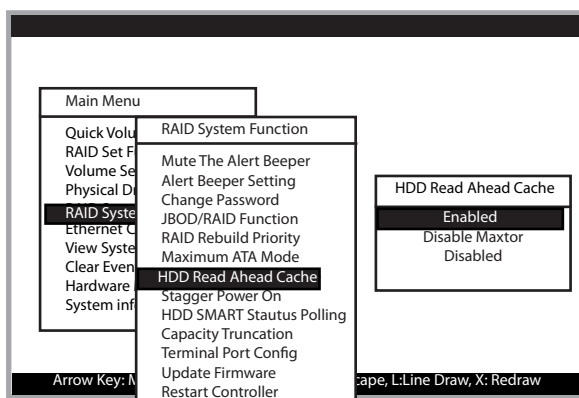 Main Menu
Quick Volu
RAID Set F
Volume Se
Physical D
RAID Syste
Ethernet C
View Syste
Clear Even
Hardware
System inf
RAID System Function
Mute The Alert Beeper
Alert Beeper Setting
Change Password
JBOD/RAID Function
RAID Rebuild Priority
Maximum ATA Mode
HDD Read Ahead Cache
Stagger Power On
HDD SMART Stautus Polling
Capacity Truncation
Terminal Port Config
Update Firmware
Restart Controller
HDD Read Ahead Cache
Enabled
Disable Maxtor
Disabled
Arrow Key: M cape, L:Line Draw, X: Redraw